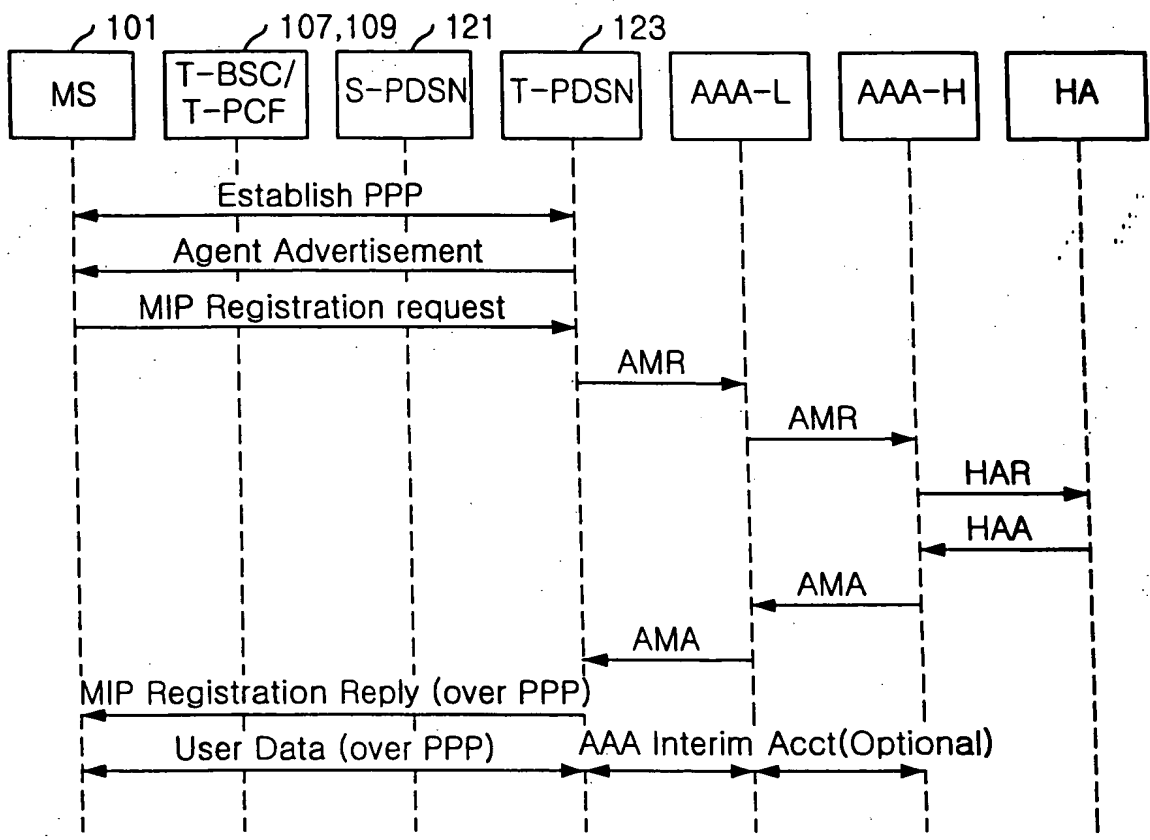 101 107,109 121 123
MS T-BSC/ T-PCF S-PDSN T-PDSN AAA-L AAA-H HA
Establish PPP
Agent Advertisement
MIP Registration request
AMR
AMR
HAR
HAA
AMA
AMA
MIP Registration Reply (over PPP)
User Data (over PPP) AAA Interim Acct(Optional)